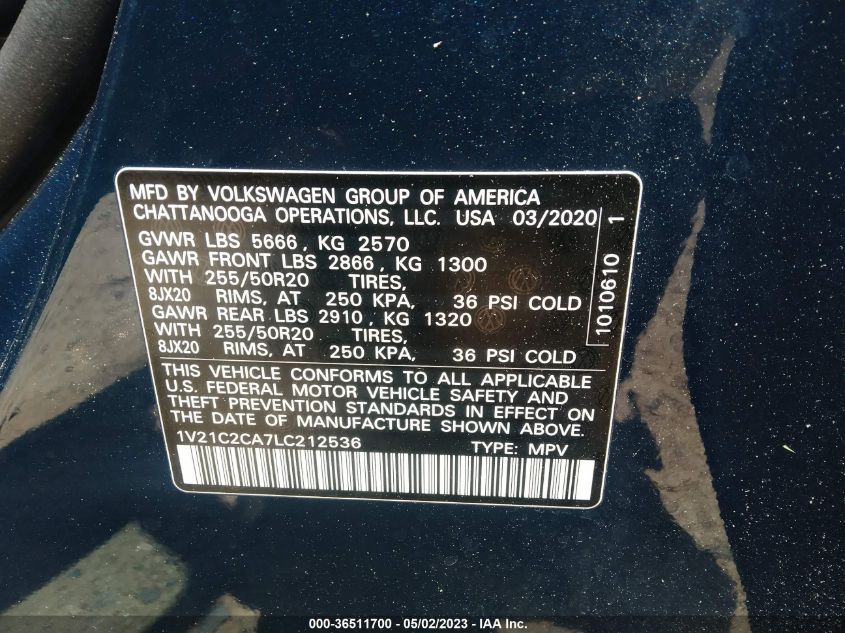 MFD BY VOLKSWAGEN GROUP OF AMERICA
CHATTANOOGA OPERATIONS, LLC. USA 03/2020
GVWR LBS 5666, KG 2570
GAWR FRONT LBS 2866, KG 1300
WITH 255/50R20 TIRES,
8JX20 RIMS, AT 250 KPA, 36 PSI COLD
GAWR REAR LBS 2910, KG 1320
WITH 255/50R20 TIRES,
8JX20 RIMS, AT 250 KPA, 36 PSI COLD
1010610 1
THIS VEHICLE CONFORMS TO ALL APPLICABLE
U.S. FEDERAL MOTOR VEHICLE SAFETY AND
THEFT PREVENTION STANDARDS IN EFFECT ON
THE DATE OF MANUFACTURE SHOWN ABOVE.
1V21C2CA7LC212536 TYPE: MPV
000-36511700 - 05/02/2023 - IAA Inc.